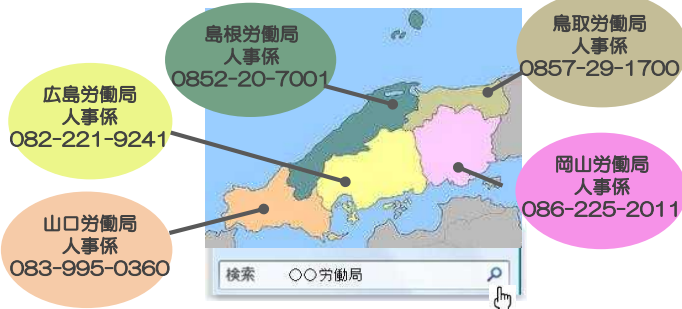 島根労働局
人事係
0852-20-7001
鳥取労働局
人事係
0857-29-1700
広島労働局
人事係
082-221-9241
岡山労働局
人事係
086-225-2011
山口労働局
人事係
083-995-0360
検索　〇〇労働局